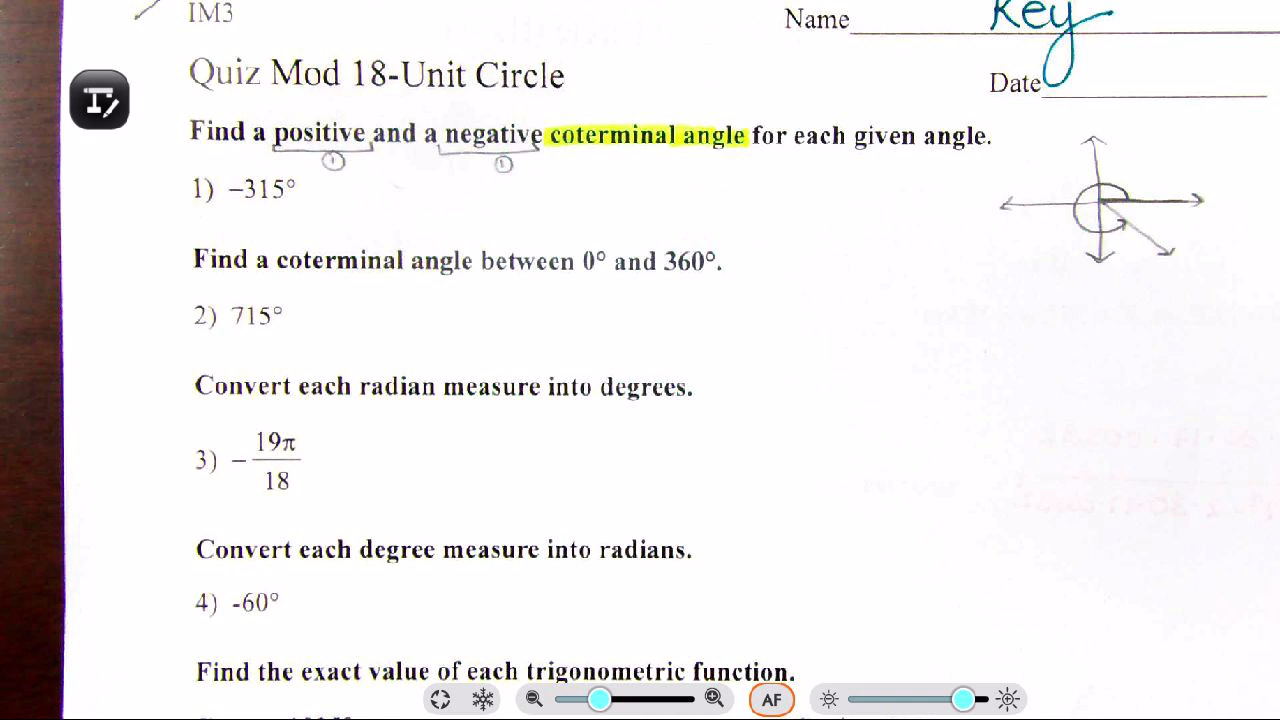 IM3
Name Key
Quiz Mod 18-Unit Circle
Date
Find a positive and a negative coterminal angle for each given angle.
① ①
1) –315°
Find a coterminal angle between 0° and 360°.
2) 715°
Convert each radian measure into degrees.
3) – 19π
18
Convert each degree measure into radians.
4) -60°
Find the exact value of each trigonometric function.
AF